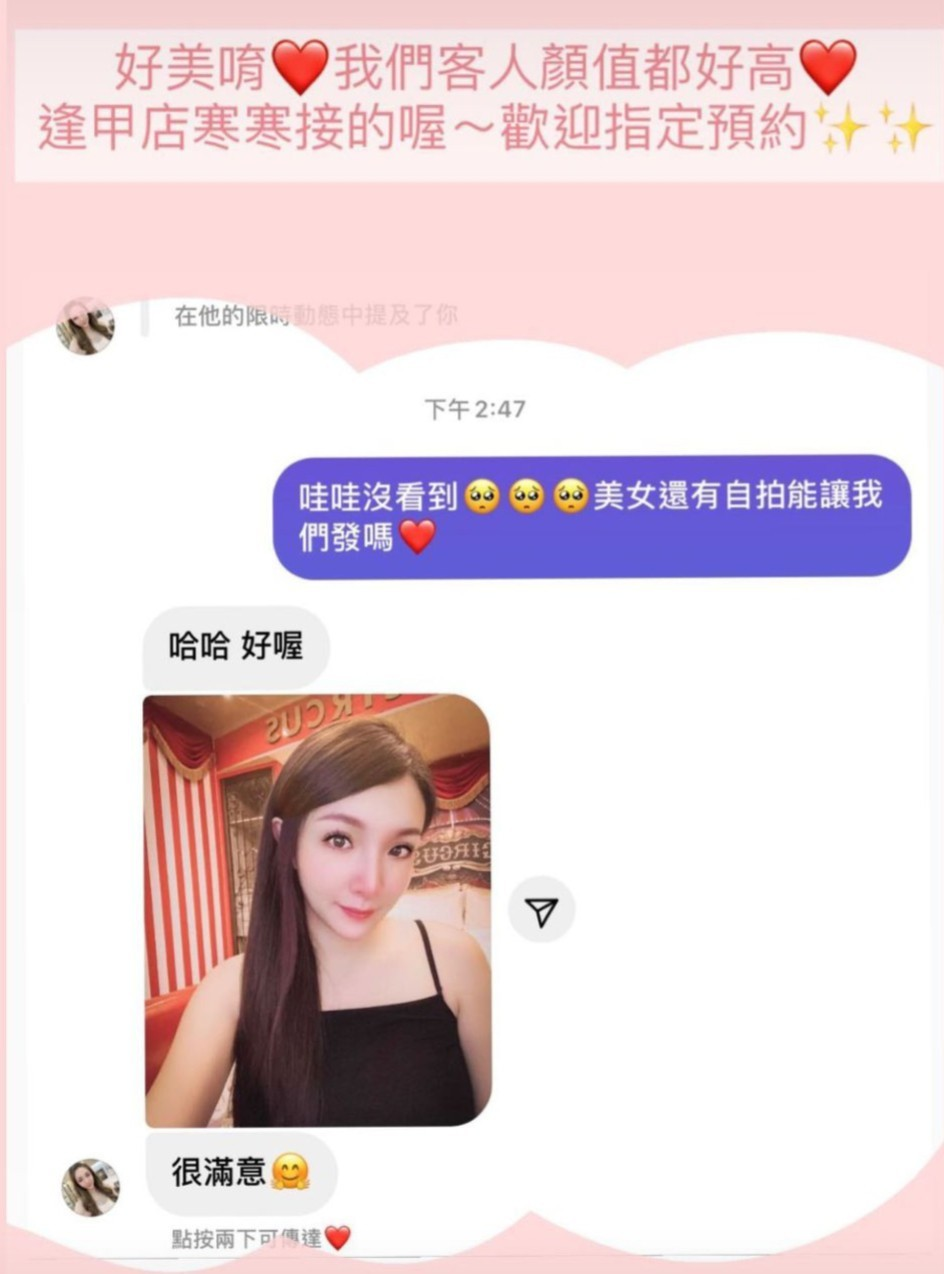 好美唷❤️我們客人顏值都好高❤️
逢甲店寒寒接的喔～歡迎指定預約✨✨
在他的限時動態中提及了你
下午 2:47
哇哇沒看到🥺🥺🥺美女還有自拍能讓我
們發嗎❤️
哈哈 好喔
CIRCUS
CIRCUS
很滿意🤗
點按兩下可傳達❤️